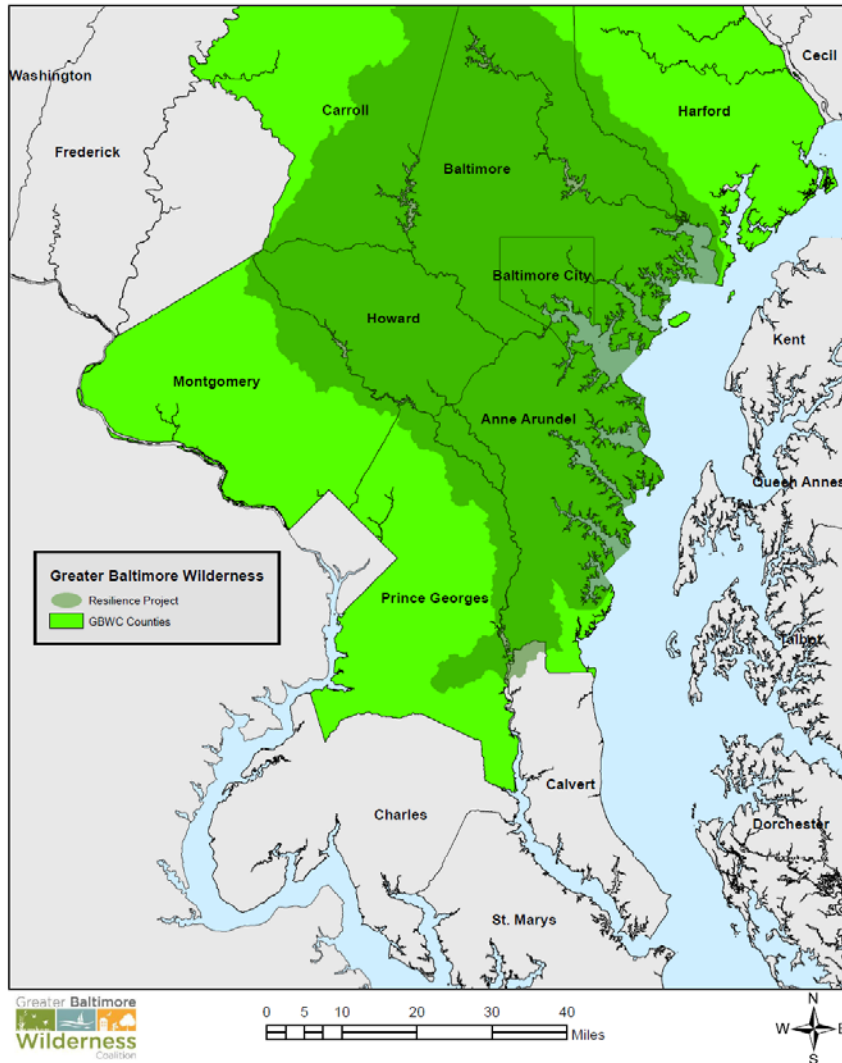 Washington
Cecil
Carroll
Harford
Frederick
Baltimore
Baltimore City
Howard
Kent
Montgomery
Anne Arundel
Queen Annes
Greater Baltimore Wilderness
Resilience Project
GBWC Counties
Prince Georges
Talbot
Calvert
Charles
Dorchester
St. Marys
Greater Baltimore
Wilderness
Coalition
0 5 10 20 30 40
Miles
N
W E
S